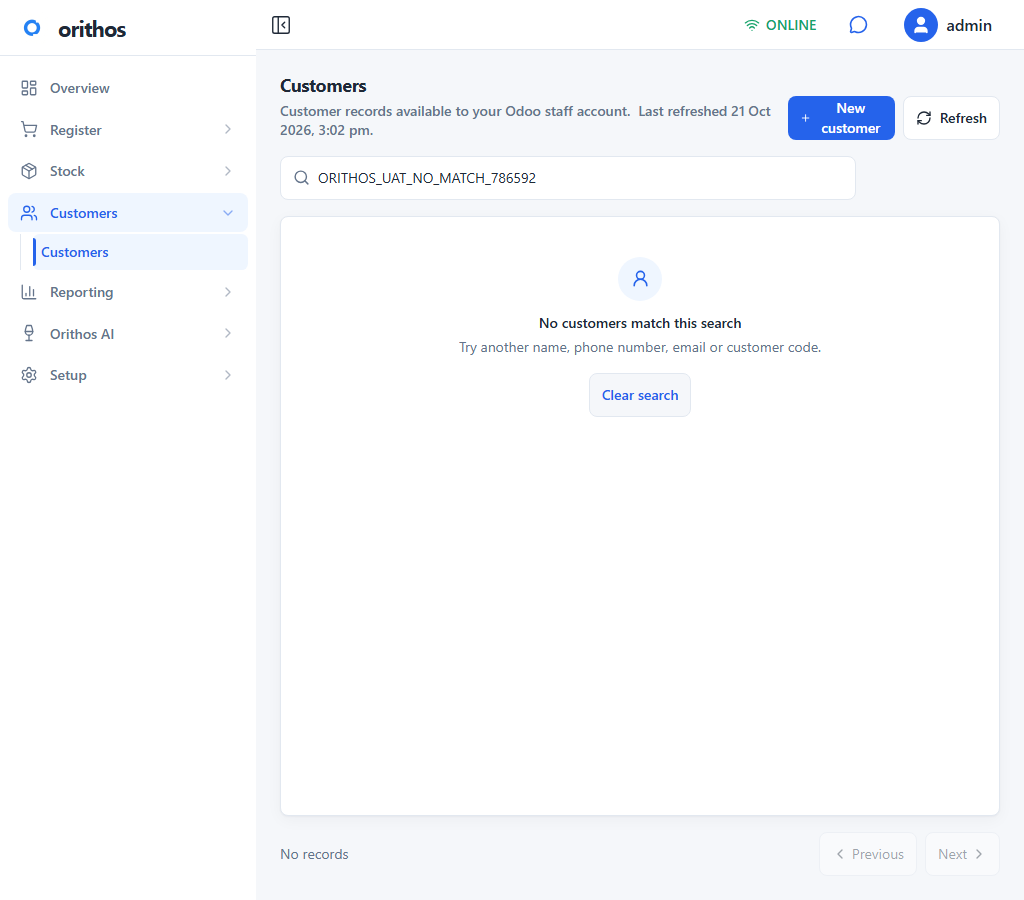 orithos
ONLINE
admin
Overview
Register
Stock
Customers
Customers
Reporting
Orithos AI
Setup
Customers
Customer records available to your Odoo staff account. Last refreshed 21 Oct
2026, 3:02 pm.
New
customer
Refresh
ORITHOS_UAT_NO_MATCH_786592
No customers match this search
Try another name, phone number, email or customer code.
Clear search
No records
Previous
Next